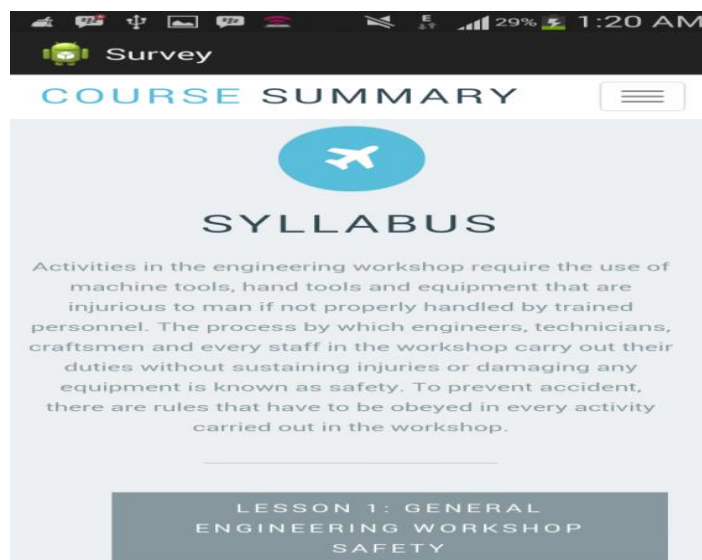 E 29% 1:20 AM
Survey
COURSE SUMMARY
SYLLABUS
Activities in the engineering workshop require the use of
machine tools, hand tools and equipment that are
injurious to man if not properly handled by trained
personnel. The process by which engineers, technicians,
craftsmen and every staff in the workshop carry out their
duties without sustaining injuries or damaging any
equipment is known as safety. To prevent accident,
there are rules that have to be obeyed in every activity
carried out in the workshop.
LESSON 1: GENERAL
ENGINEERING WORKSHOP
SAFETY